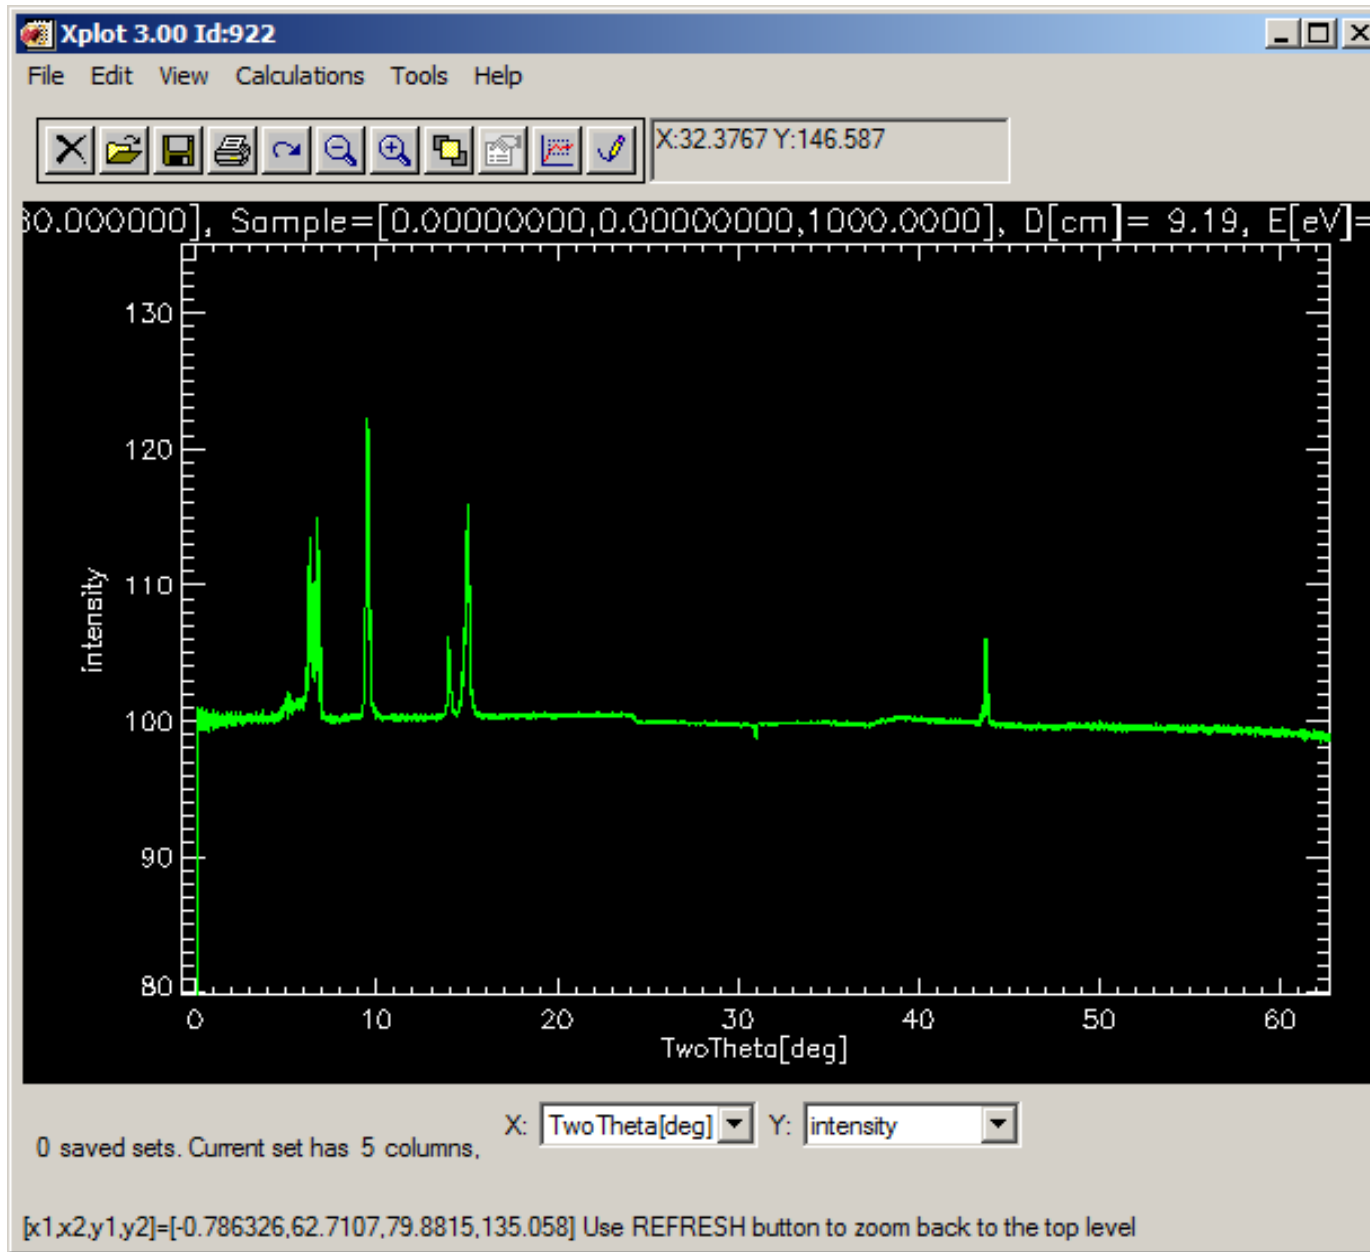 Xplot 3.00 Id:922
File Edit View Calculations Tools Help
X:32.3767 Y:146.587
30.000000], Sample=[0.00000000,0.00000000,1000.0000], D[cm]= 9.19, E[eV]=
130
120
110
100
90
80
intensity
0 10 20 30 40 50 60
TwoTheta[deg]
X: TwoTheta[deg] Y: intensity
0 saved sets. Current set has 5 columns,
[x1,x2,y1,y2]=[-0.786326,62.7107,79.8815,135.058] Use REFRESH button to zoom back to the top level